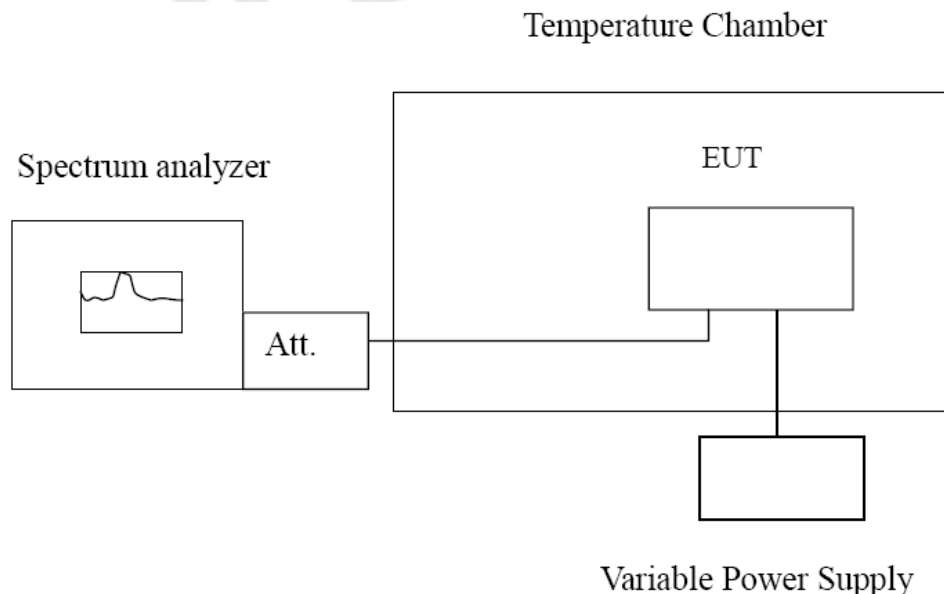 Temperature Chamber
Spectrum analyzer
EUT
Att.
Variable Power Supply